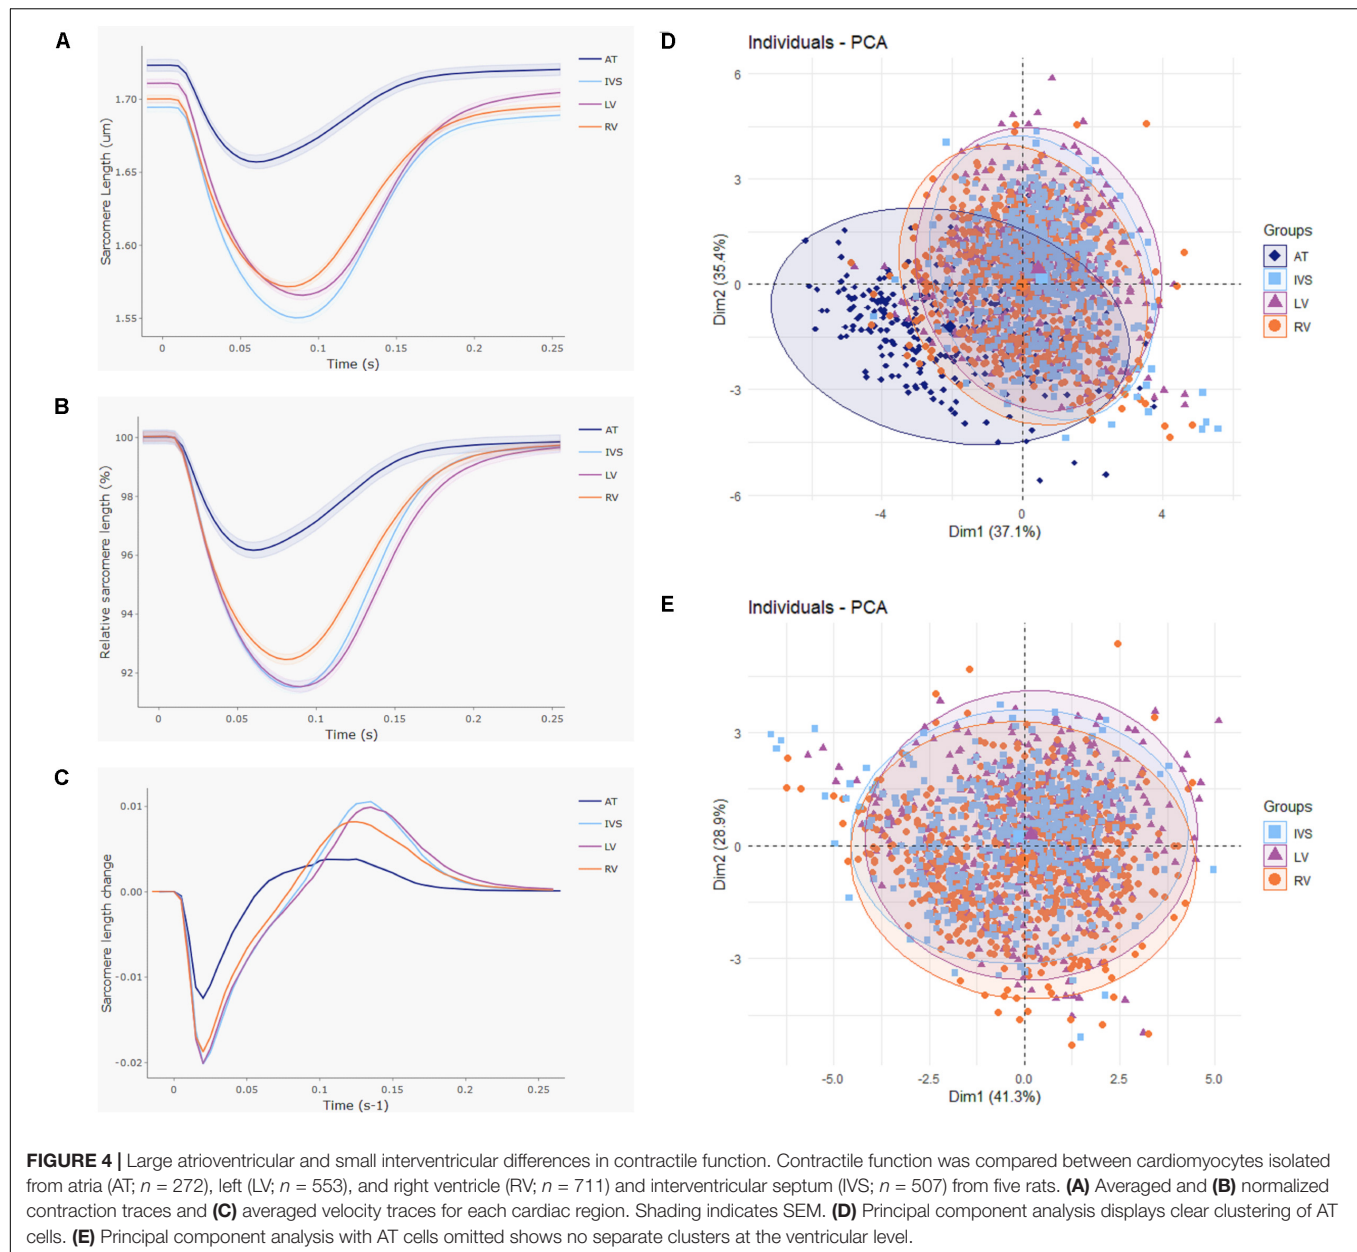 A
AT
IVS
LV
RV
1.70
1.65
1.60
1.55
Sarcomere Length (um)
0
0.05
0.1
0.15
0.2
0.25
Time (s)
B
AT
IVS
LV
RV
100
98
96
94
92
Relative sarcomere length (%)
0
0.05
0.1
0.15
0.2
0.25
Time (s)
C
AT
IVS
LV
RV
0.01
0.00
-0.01
-0.02
Sarcomere length change
0
0.05
0.1
0.15
0.2
0.25
Time (s-1)
D
Individuals - PCA
6
3
0
-3
-6
Dim2 (35.4%)
-4
0
4
Dim1 (37.1%)
Groups
AT
IVS
LV
RV
E
Individuals - PCA
3
0
-3
Dim2 (28.9%)
-5.0
-2.5
0.0
2.5
5.0
Dim1 (41.3%)
Groups
IVS
LV
RV
FIGURE 4 | Large atrioventricular and small interventricular differences in contractile function. Contractile function was compared between cardiomyocytes isolated
from atria (AT; n = 272), left (LV; n = 553), and right ventricle (RV; n = 711) and interventricular septum (IVS; n = 507) from five rats. (A) Averaged and (B) normalized
contraction traces and (C) averaged velocity traces for each cardiac region. Shading indicates SEM. (D) Principal component analysis displays clear clustering of AT
cells. (E) Principal component analysis with AT cells omitted shows no separate clusters at the ventricular level.